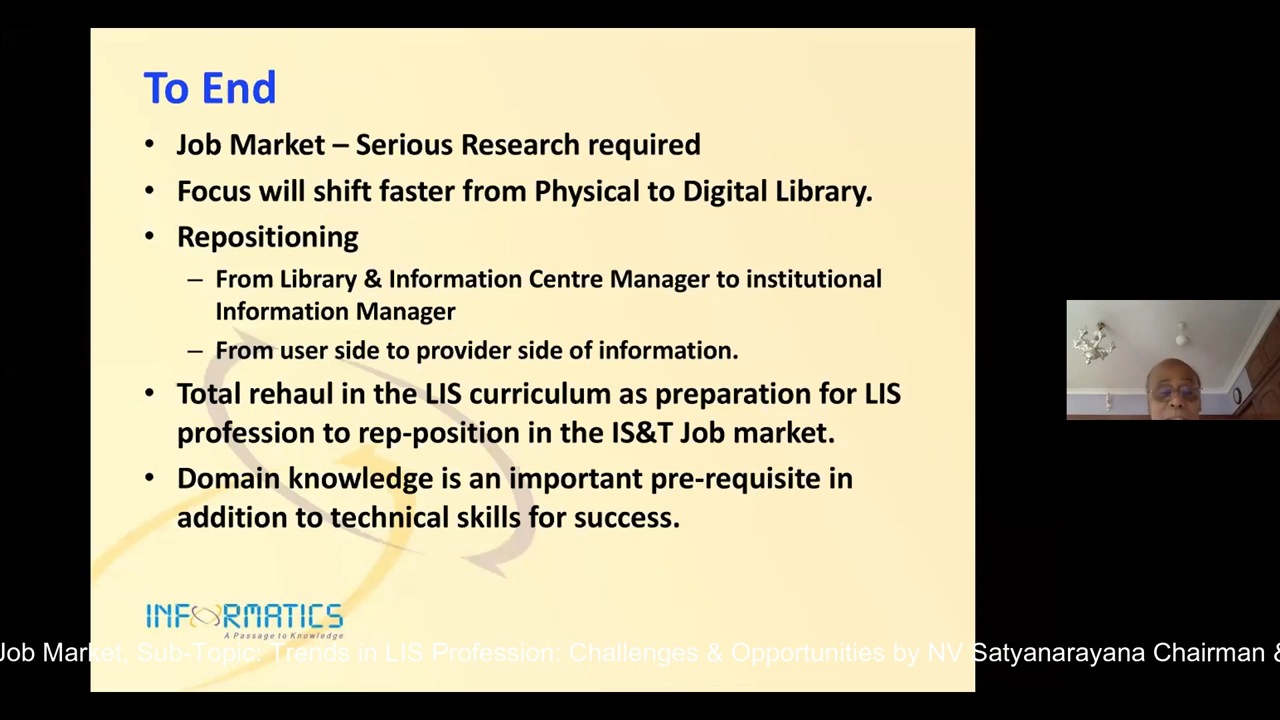 To End
• Job Market – Serious Research required
• Focus will shift faster from Physical to Digital Library.
• Repositioning
– From Library & Information Centre Manager to institutional
Information Manager
– From user side to provider side of information.
• Total rehaul in the LIS curriculum as preparation for LIS
profession to rep-position in the IS&T Job market.
• Domain knowledge is an important pre-requisite in
addition to technical skills for success.
INFORMATICS
A Passage to Knowledge
Job Market, Sub-Topic: Trends in LIS Profession: Challenges & Opportunities by NV Satyanarayana Chairman &